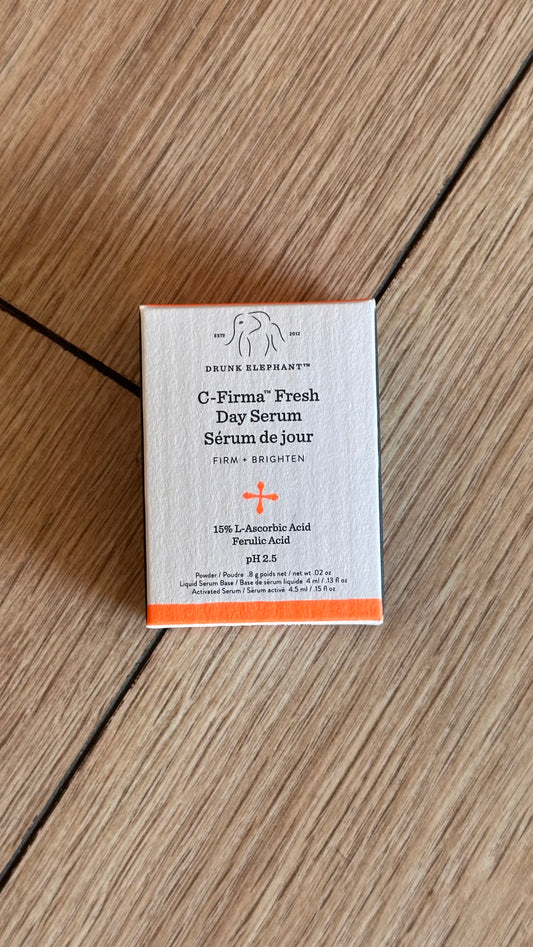 ESTD 2012
DRUNK ELEPHANT™
C-Firma™ Fresh
Day Serum
Sérum de jour
FIRM + BRIGHTEN
15% L-Ascorbic Acid
Ferulic Acid
pH 2.5
Powder / Poudre .8 g poids net / net wt .02 oz
Liquid Serum Base / Base de sérum liquide 4 ml / .13 fl oz
Activated Serum / Sérum activé 4.5 ml / .15 fl oz